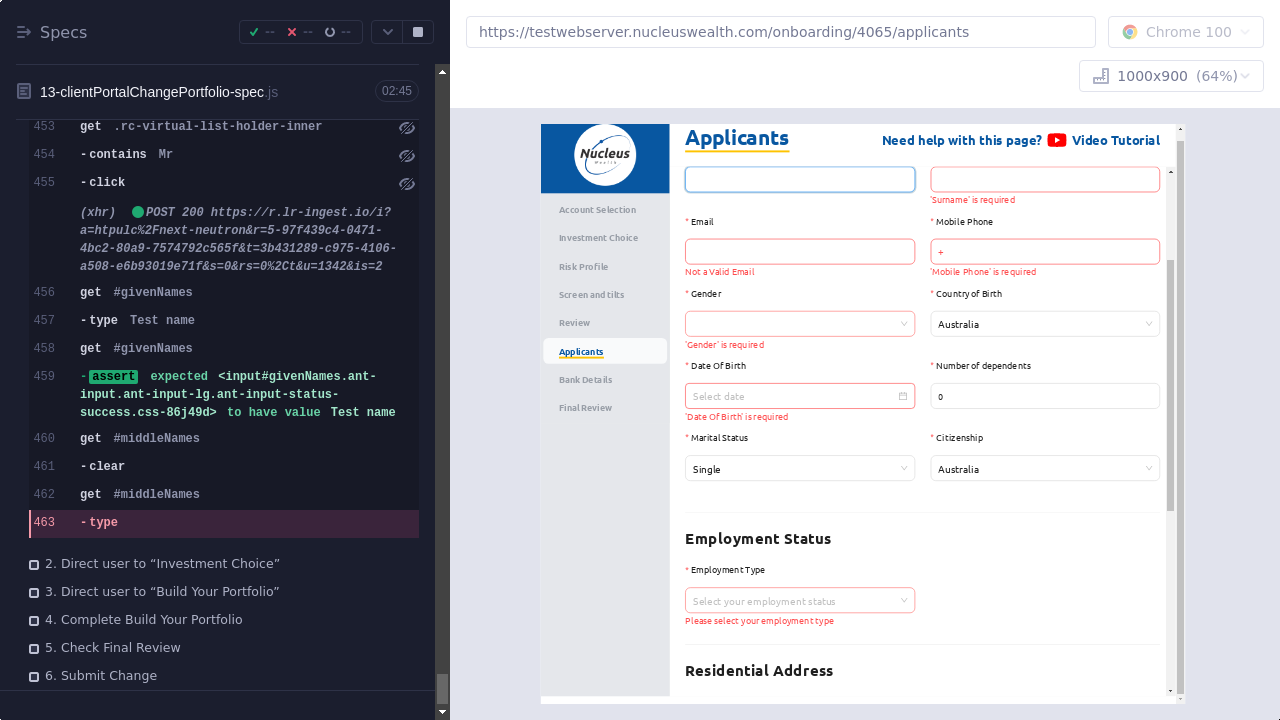 Specs
--
--
--
13-clientPortalChangePortfolio-spec.js
02:45
453 get .rc-virtual-list-holder-inner
454 -contains Mr
455 -click
(xhr) POST 200 https://r.lr-ingest.io/i?
a=htpulc%2Fnext-neutron&r=5-97f439c4-0471-
4bc2-80a9-7574792c565f&t=3b431289-c975-4106-
a508-e6b93019e71f&s=0&rs=0%2Ct&u=1342&is=2
456 get #givenNames
457 -type Test name
458 get #givenNames
459 -assert expected <input#givenNames.ant-
input.ant-input-lg.ant-input-status-
success.css-86j49d> to have value Test name
460 get #middleNames
461 -clear
462 get #middleNames
463 -type
2. Direct user to “Investment Choice”
3. Direct user to “Build Your Portfolio”
4. Complete Build Your Portfolio
5. Check Final Review
6. Submit Change
https://testwebserver.nucleuswealth.com/onboarding/4065/applicants
Chrome 100
1000x900 (64%)
Nucleus
Wealth
Account Selection
Investment Choice
Risk Profile
Screen and tilts
Review
Applicants
Bank Details
Final Review
Applicants
Need help with this page? Video Tutorial
'Surname' is required
* Email
* Mobile Phone
+
Not a Valid Email
'Mobile Phone' is required
* Gender
* Country of Birth
Australia
'Gender' is required
* Date Of Birth
* Number of dependents
Select date
0
'Date Of Birth' is required
* Marital Status
* Citizenship
Single
Australia
Employment Status
* Employment Type
Select your employment status
Please select your employment type
Residential Address